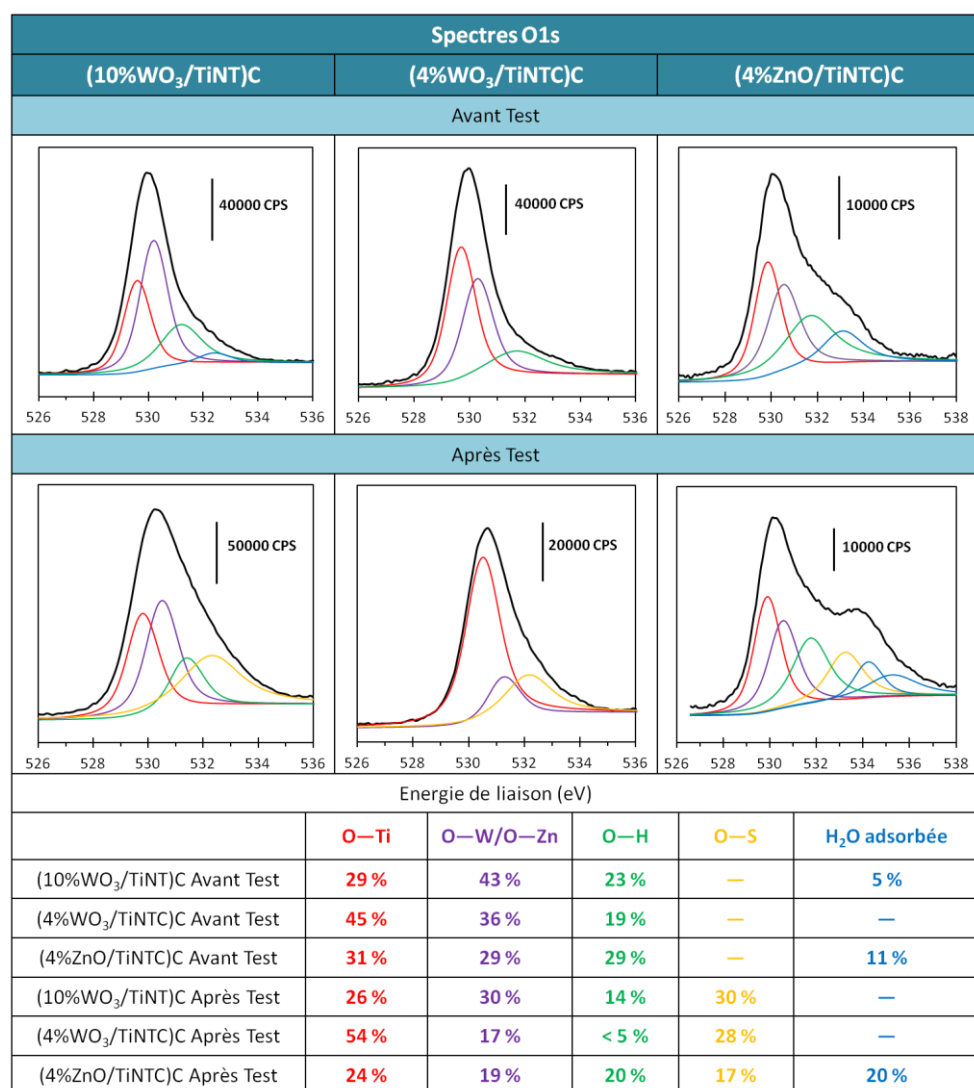 Spectres O1s
(10%WO₃/TiNT)C (4%WO₃/TiNTC)C (4%ZnO/TiNTC)C
Avant Test
40000 CPS 40000 CPS 10000 CPS
526 528 530 532 534 536 526 528 530 532 534 536 526 528 530 532 534 536 538
Après Test
50000 CPS 20000 CPS 10000 CPS
526 528 530 532 534 536 526 528 530 532 534 536 526 528 530 532 534 536 538
Energie de liaison (eV)
O—Ti O—W/O—Zn O—H O—S H₂O adsorbée
(10%WO₃/TiNT)C Avant Test 29 % 43 % 23 % — 5 %
(4%WO₃/TiNTC)C Avant Test 45 % 36 % 19 % — —
(4%ZnO/TiNTC)C Avant Test 31 % 29 % 29 % — 11 %
(10%WO₃/TiNT)C Après Test 26 % 30 % 14 % 30 % —
(4%WO₃/TiNTC)C Après Test 54 % 17 % < 5 % 28 % —
(4%ZnO/TiNTC)C Après Test 24 % 19 % 20 % 17 % 20 %